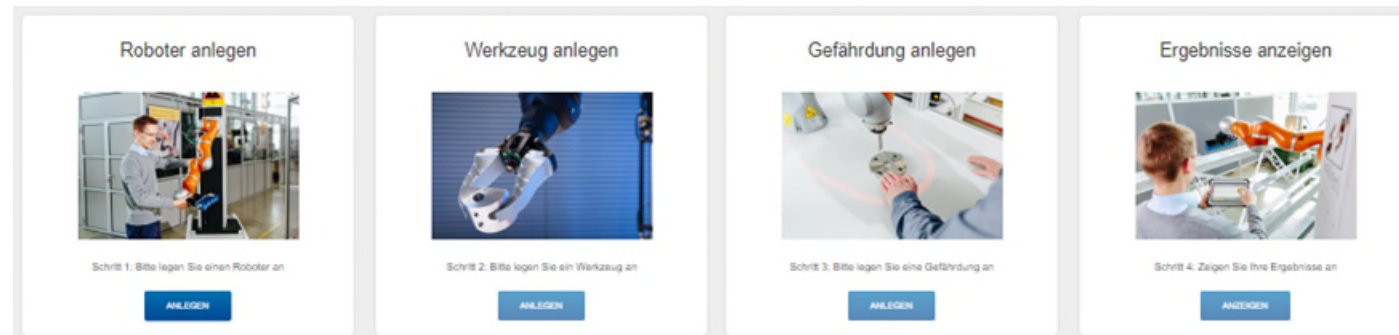 Roboter anlegen
Schritt 1: Bitte legen Sie einen Roboter an
ANLEGEN
Werkzeug anlegen
Schritt 2: Bitte legen Sie ein Werkzeug an
ANLEGEN
Gefährdung anlegen
Schritt 3: Bitte legen Sie eine Gefährdung an
ANLEGEN
Ergebnisse anzeigen
Schritt 4: Zeigen Sie Ihre Ergebnisse an
ANZEIGEN